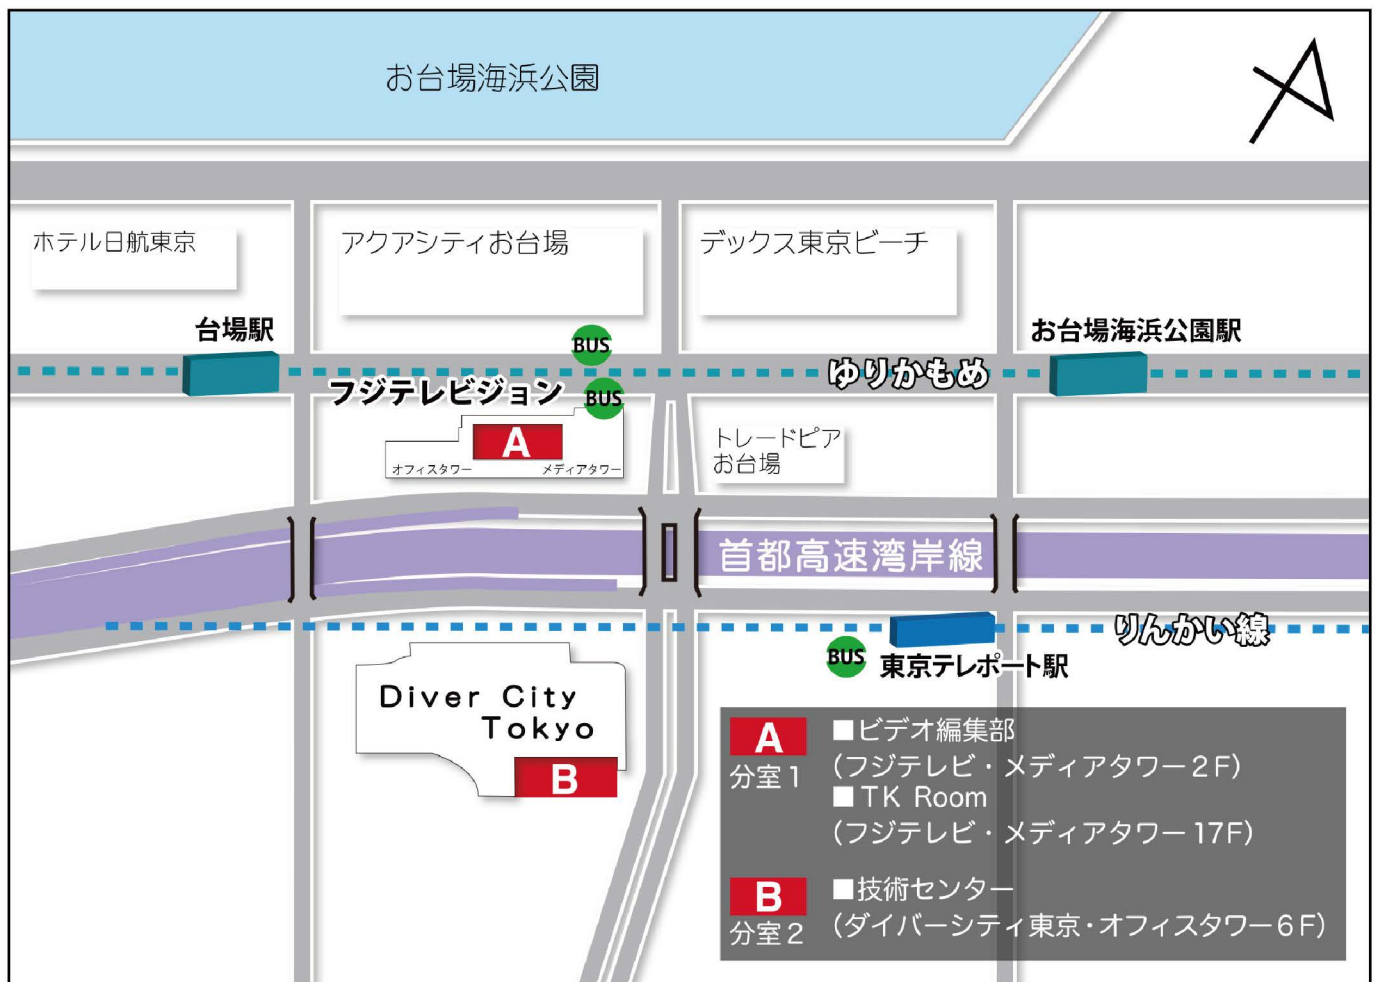 お台場海浜公園
ホテル日航東京
アクアシティお台場
デックス東京ビーチ
台場駅
BUS
お台場海浜公園駅
ゆりかもめ
フジテレビジョン
BUS
A
オフィスタワー
メディアタワー
トレードピア
お台場
首都高速湾岸線
りんかい線
BUS
東京テレポート駅
Diver City
Tokyo
B
A
分室1
■ビデオ編集部
(フジテレビ・メディアタワー2F)
■TK Room
(フジテレビ・メディアタワー17F)
B
分室2
■技術センター
(ダイバーシティ東京・オフィスタワー6F)